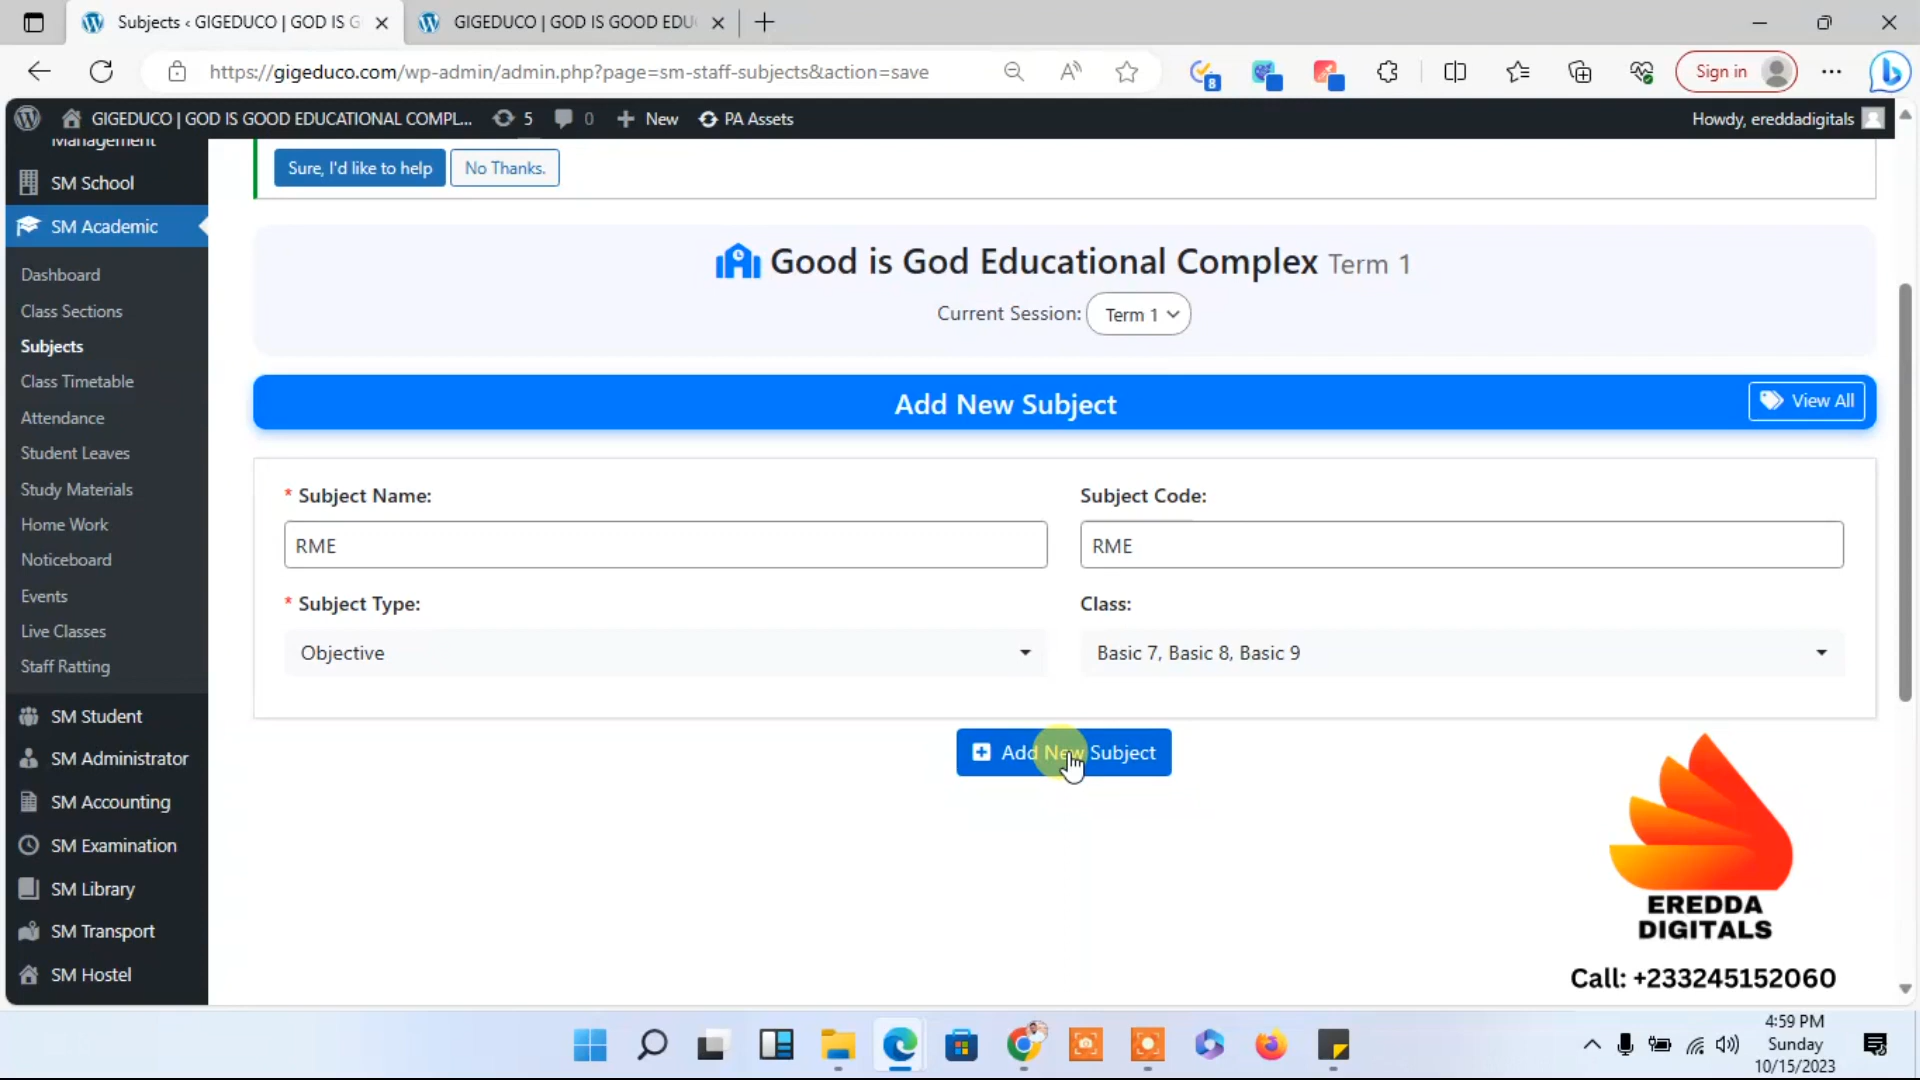 Subjects ‹ GIGEDUCO | GOD IS G
GIGEDUCO | GOD IS GOOD EDU
https://gigeduco.com/wp-admin/admin.php?page=sm-staff-subjects&action=save
8
Sign in
GIGEDUCO | GOD IS GOOD EDUCATIONAL COMPL... 5 0 New PA Assets
Howdy, ereddadigitals
Management
SM School
SM Academic
Dashboard
Class Sections
Subjects
Class Timetable
Attendance
Student Leaves
Study Materials
Home Work
Noticeboard
Events
Live Classes
Staff Ratting
SM Student
SM Administrator
SM Accounting
SM Examination
SM Library
SM Transport
SM Hostel
Sure, I'd like to help No Thanks.
Good is God Educational Complex Term 1
Current Session: Term 1
Add New Subject
View All
* Subject Name:
RME
Subject Code:
RME
* Subject Type:
Objective
Class:
Basic 7, Basic 8, Basic 9
Add New Subject
EREDDA
DIGITALS
Call: +233245152060
4:59 PM
Sunday
10/15/2023